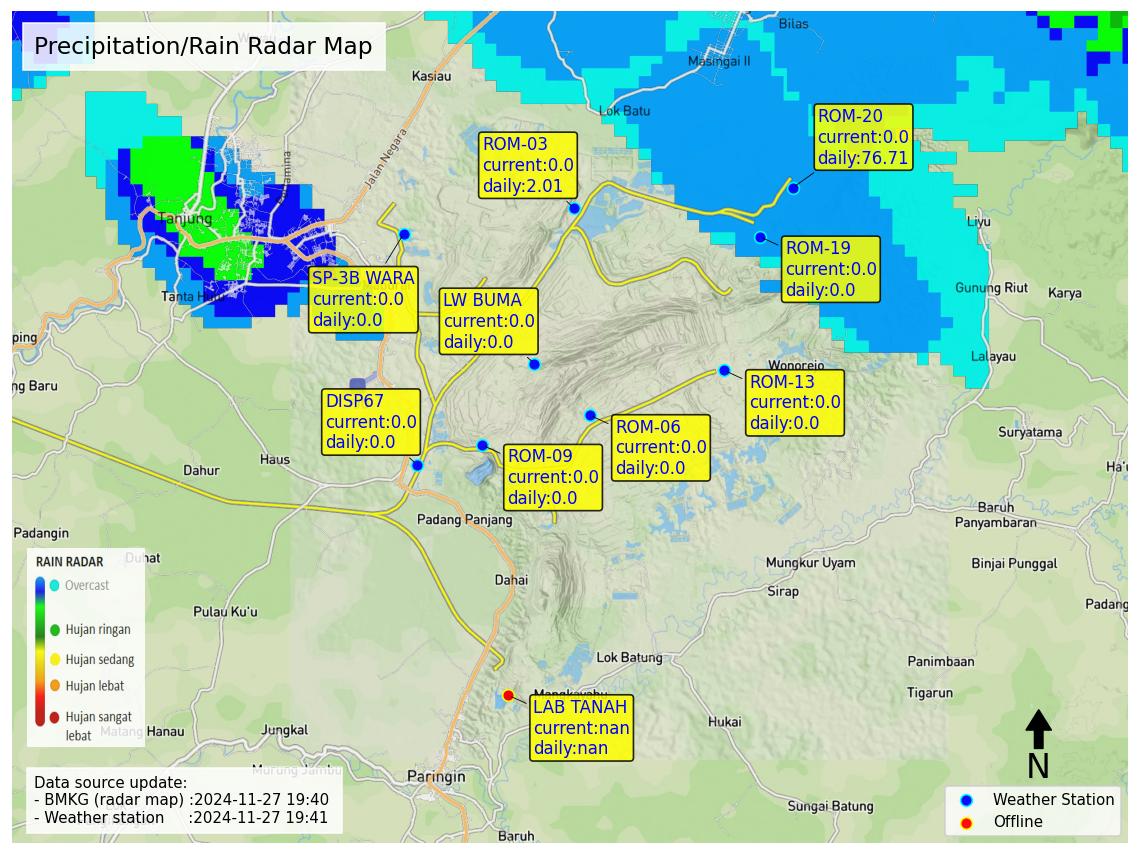 Precipitation/Rain Radar Map
Bilas
Masingai II
Kasiau
Lok Batu
Jalan Negara
ROM-20
current:0.0
daily:76.71
ROM-03
current:0.0
daily:2.01
Tanjung
Liyu
ROM-19
current:0.0
daily:0.0
SP-3B WARA
current:0.0
daily:0.0
LW BUMA
current:0.0
daily:0.0
Tanta
Gunung Riut
Karya
ping
Lalayau
Wonorejo
ng Baru
ROM-13
current:0.0
daily:0.0
DISP67
current:0.0
daily:0.0
ROM-06
current:0.0
daily:0.0
Suryatama
ROM-09
current:0.0
daily:0.0
Haus
Dahur
Ha'u
Baruh
Panyambaran
Padang Panjang
Padangin
Duhat
Mungkur Uyam
Binjai Punggal
RAIN RADAR
Overcast
Hujan ringan
Hujan sedang
Hujan lebat
Hujan sangat
lebat
Dahai
Sirap
Padang
Pulau Ku'u
Lok Batung
Panimbaan
Tigarun
Mangkayahu
LAB TANAH
current:nan
daily:nan
Hukai
Matang Hanau
Jungkal
Murung Jambu
Paringin
N
Data source update:
- BMKG (radar map) :2024-11-27 19:40
- Weather station :2024-11-27 19:41
Weather Station
Offline
Sungai Batung
Baruh